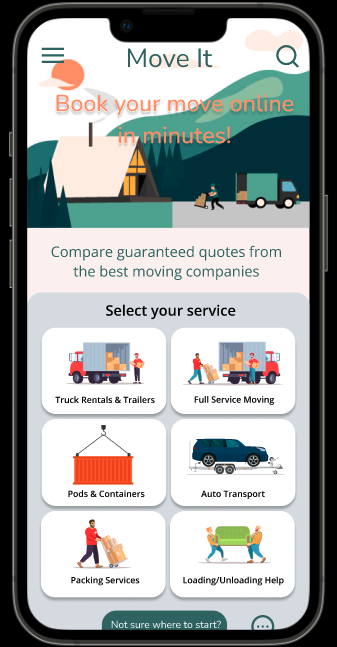 Move It
Book your move online
in minutes!
Compare guaranteed quotes from
the best moving companies
Select your service
Truck Rentals & Trailers
Full Service Moving
Pods & Containers
Auto Transport
Packing Services
Loading/Unloading Help
Not sure where to start?